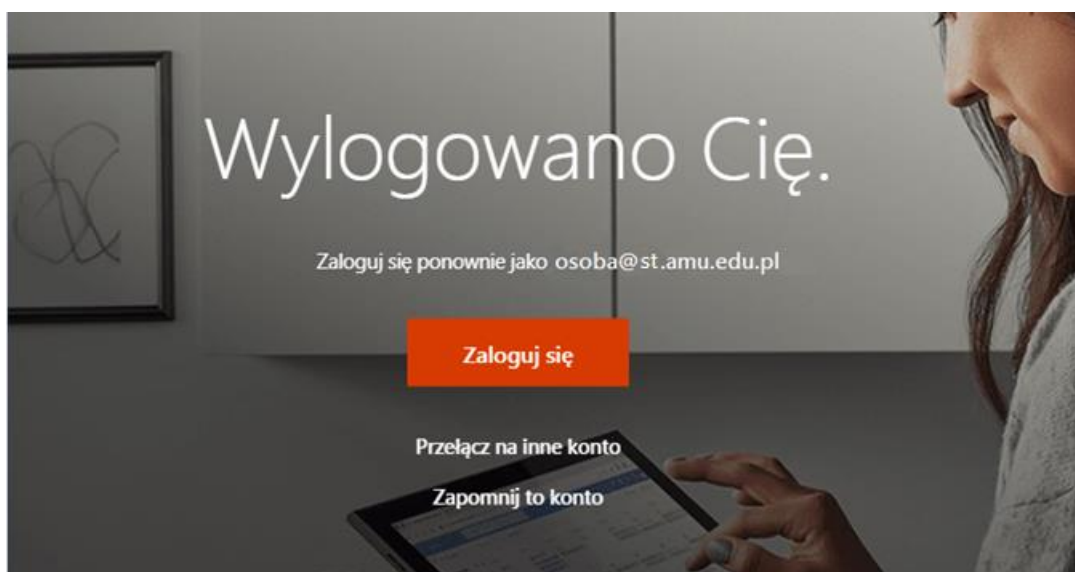 Wylogowano Cię.
Zaloguj się ponownie jako osoba@st.amu.edu.pl
Zaloguj się
Przełącz na inne konto
Zapomnij to konto